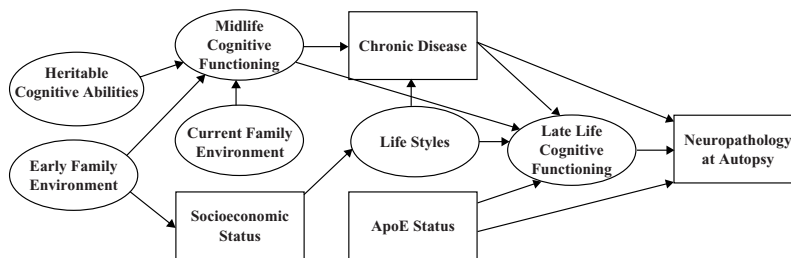 Midlife
Cognitive
Functioning
Chronic Disease
Heritable
Cognitive Abilities
Current Family
Environment
Life Styles
Late Life
Cognitive
Functioning
Neuropathology
at Autopsy
Early Family
Environment
Socioeconomic
Status
ApoE Status